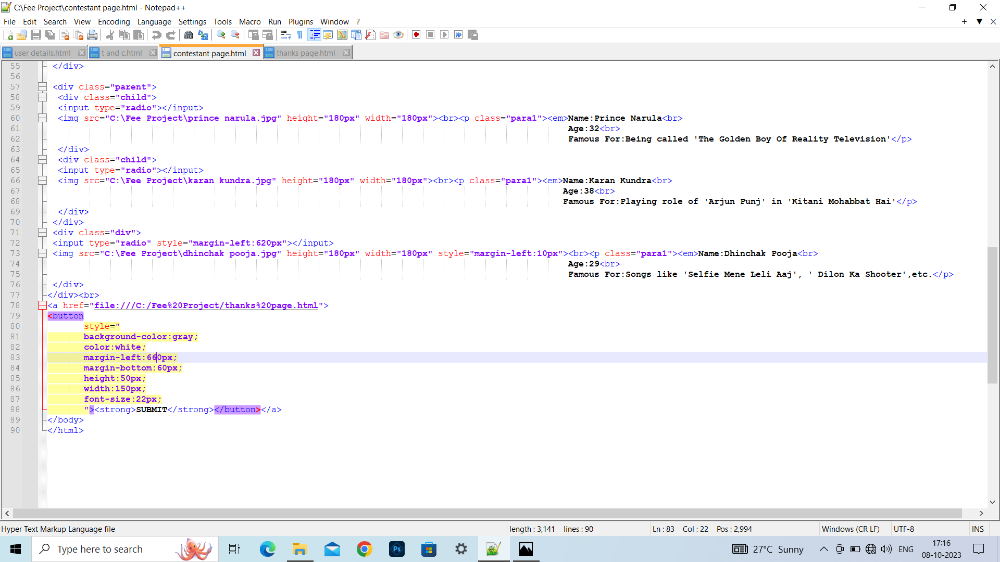 C:\Fee Project\contestant page.html - Notepad++
File Edit Search View Encoding Language Settings Tools Macro Run Plugins Window ?
user details.html t and c.html contestant page.html thanks page.html
55 </div>
56
57 <div class="parent">
58 <div class="child">
59 <input type="radio"></input>
60 <img src="C:\Fee Project\prince narula.jpg" height="180px" width="180px"><br><p class="para1"><em>Name:Prince Narula<br>
61 Age:32<br>
62 Famous For:Being called 'The Golden Boy Of Reality Television'</p>
63 </div>
64 <div class="child">
65 <input type="radio"></input>
66 <img src="C:\Fee Project\karan kundra.jpg" height="180px" width="180px"><br><p class="para1"><em>Name:Karan Kundra<br>
67 Age:38<br>
68 Famous For:Playing role of 'Arjun Punj' in 'Kitani Mohabbat Hai'</p>
69 </div>
70 </div>
71 <div class="div">
72 <input type="radio" style="margin-left:620px"></input>
73 <img src="C:\Fee Project\dhinchak pooja.jpg" height="180px" width="180px" style="margin-left:10px"><br><p class="para1"><em>Name:Dhinchak Pooja<br>
74 Age:29<br>
75 Famous For:Songs like 'Selfie Mene Leli Aaj', ' Dilon Ka Shooter',etc.</p>
76 </div>
77 </div><br>
78 <a href="file:///C:/Fee%20Project/thanks%20page.html">
79 <button
80 style="
81 background-color:gray;
82 color:white;
83 margin-left:660px;
84 margin-bottom:60px;
85 height:50px;
86 width:150px;
87 font-size:22px;
88 "><strong>SUBMIT</strong></button></a>
89 </body>
90 </html>
Hyper Text Markup Language file length : 3,141 lines : 90 Ln : 83 Col : 22 Pos : 2,994 Windows (CR LF) UTF-8 INS
Type here to search Ps 27°C Sunny ENG 17:16
08-10-2023